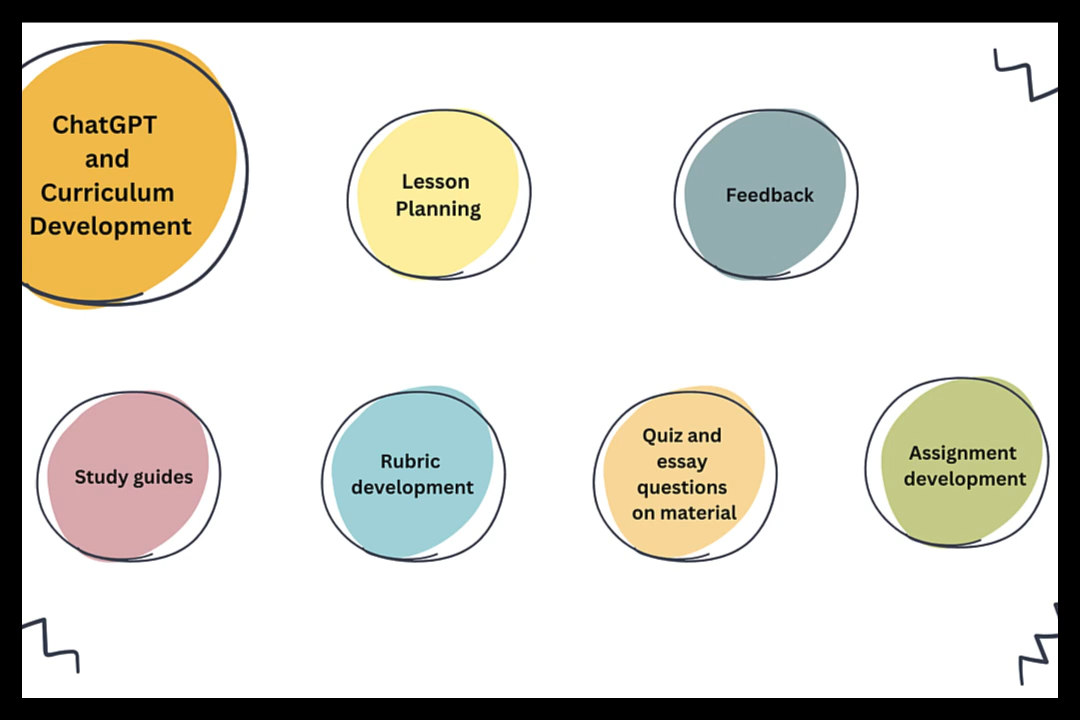 ChatGPT
and
Curriculum
Development
Lesson
Planning
Feedback
Study guides
Rubric
development
Quiz and
essay
questions
on material
Assignment
development